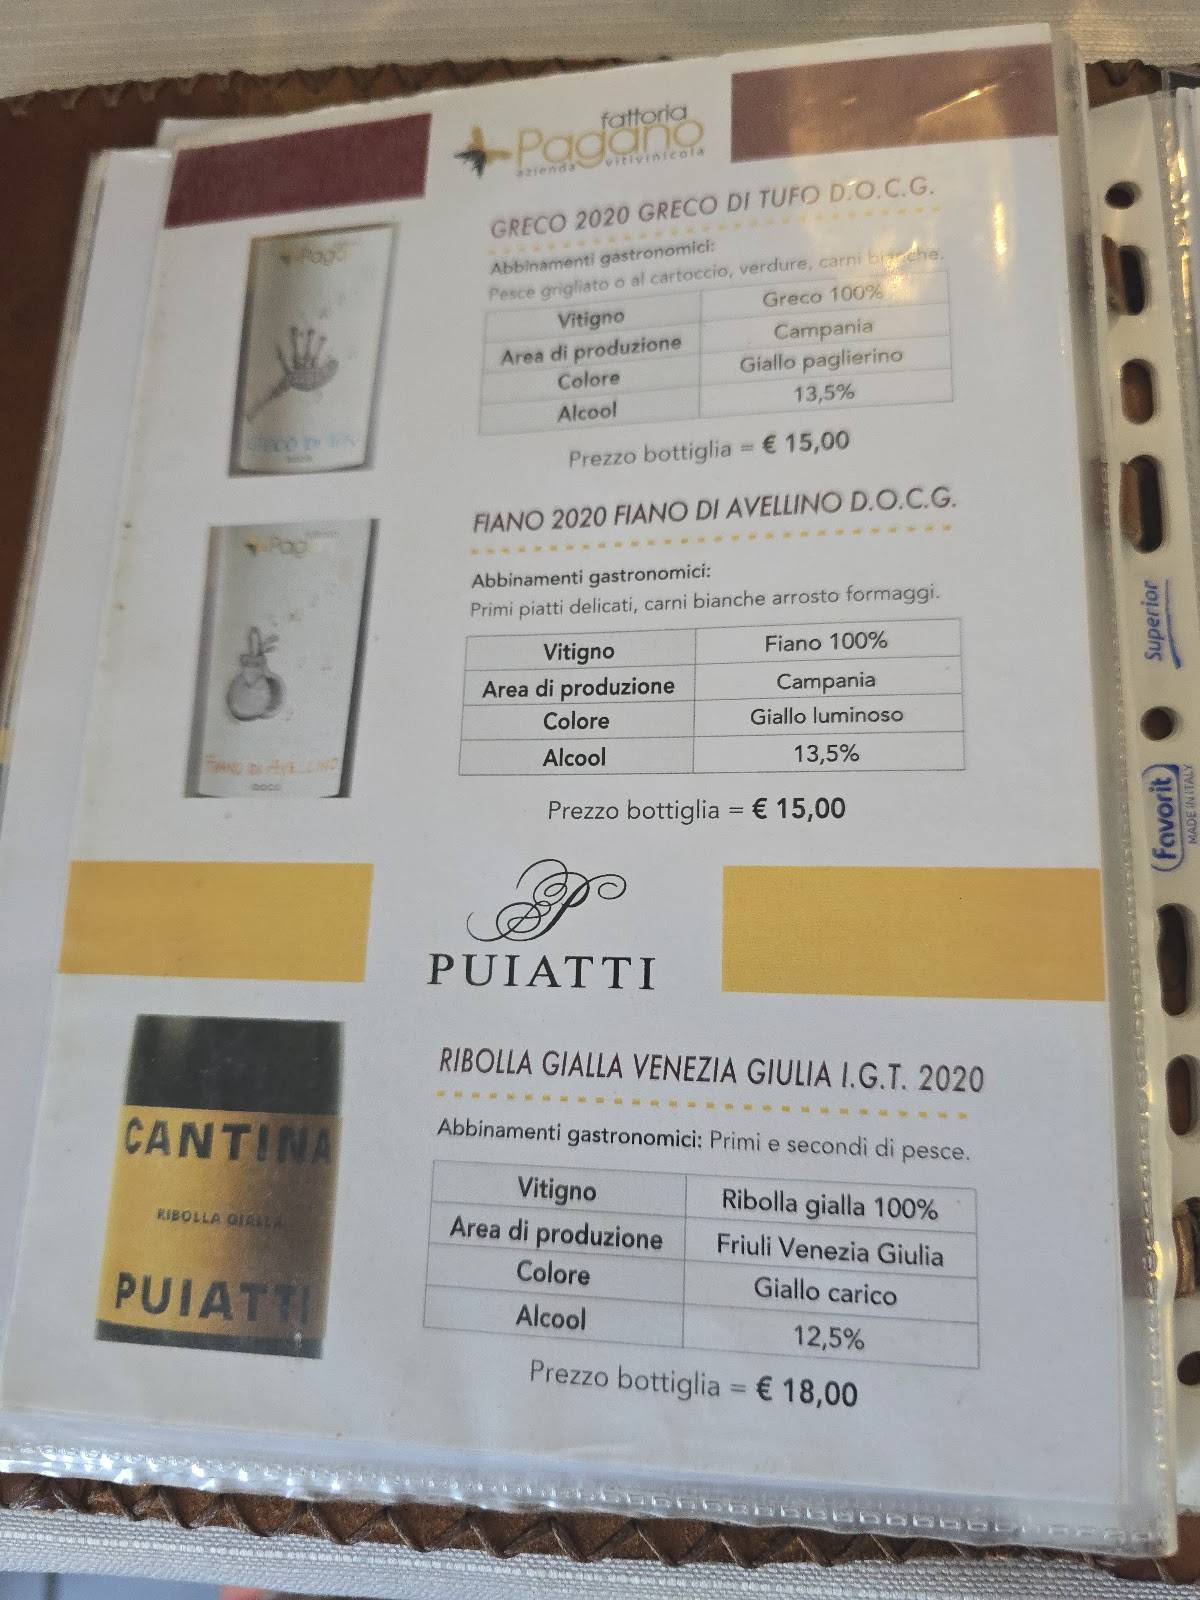 fattoria
Pagano
azienda vitivinicola
GRECO 2020 GRECO DI TUFO D.O.C.G.
Abbinamenti gastronomici:
Pesce grigliato o al cartoccio, verdure, carni bianche.
Vitigno Greco 100%
Area di produzione Campania
Colore Giallo paglierino
Alcool 13,5%
Prezzo bottiglia = € 15,00
FIANO 2020 FIANO DI AVELLINO D.O.C.G.
Abbinamenti gastronomici:
Primi piatti delicati, carni bianche arrosto formaggi.
Vitigno Fiano 100%
Area di produzione Campania
Colore Giallo luminoso
Alcool 13,5%
Prezzo bottiglia = € 15,00
FIANO DI AVELLINO
P
PUIATTI
RIBOLLA GIALLA VENEZIA GIULIA I.G.T. 2020
Abbinamenti gastronomici: Primi e secondi di pesce.
Vitigno Ribolla gialla 100%
Area di produzione Friuli Venezia Giulia
Colore Giallo carico
Alcool 12,5%
Prezzo bottiglia = € 18,00
CANTINA
RIBOLLA GIALLA
PUIATTI
Superior
Favorit
MADE IN ITALY